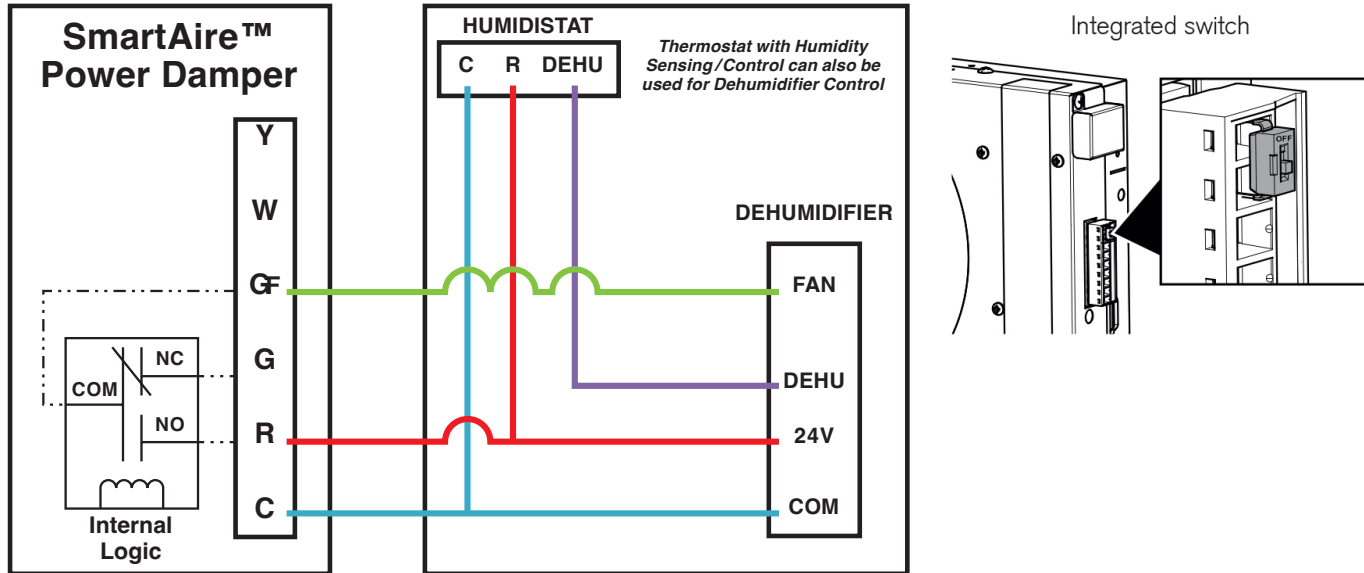 SmartAire™
Power Damper
Y
W
GF
G
R
C
NC
COM
NO
Internal
Logic
HUMIDISTAT
C R DEHU
Thermostat with Humidity
Sensing/Control can also be
used for Dehumidifier Control
DEHUMIDIFIER
FAN
DEHU
24V
COM
Integrated switch
OFF